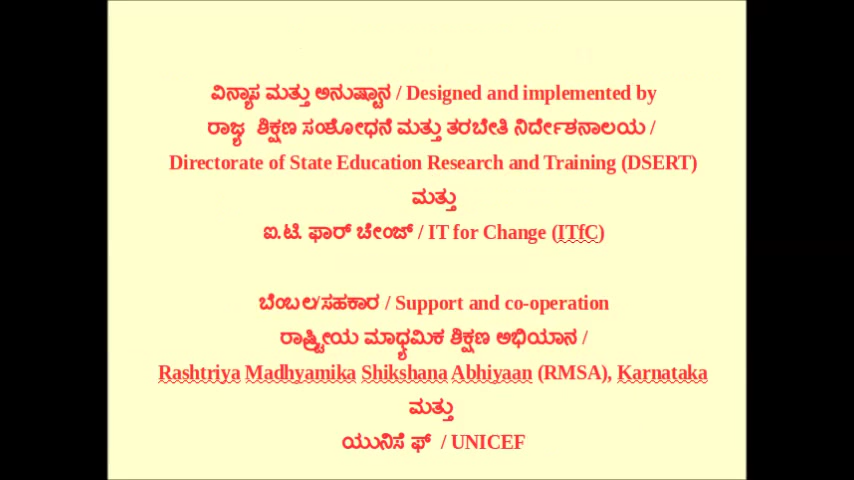 ವಿನ್ಯಾಸ ಮತ್ತು ಅನುಷ್ಟಾನ / Designed and implemented by
ರಾಜ್ಯ ಶಿಕ್ಷಣ ಸಂಶೋಧನೆ ಮತ್ತು ತರಬೇತಿ ನಿರ್ದೇಶನಾಲಯ /
Directorate of State Education Research and Training (DSERT)
ಮತ್ತು
ಐ.ಟಿ. ಫಾರ್ ಚೇಂಜ್ / IT for Change (ITfC)
ಬೆಂಬಲ/ಸಹಕಾರ / Support and co-operation
ರಾಷ್ಟ್ರೀಯ ಮಾಧ್ಯಮಿಕ ಶಿಕ್ಷಣ ಅಭಿಯಾನ /
Rashtriya Madhyamika Shikshana Abhiyaan (RMSA), Karnataka
ಮತ್ತು
ಯುನಿಸೆಫ್ / UNICEF